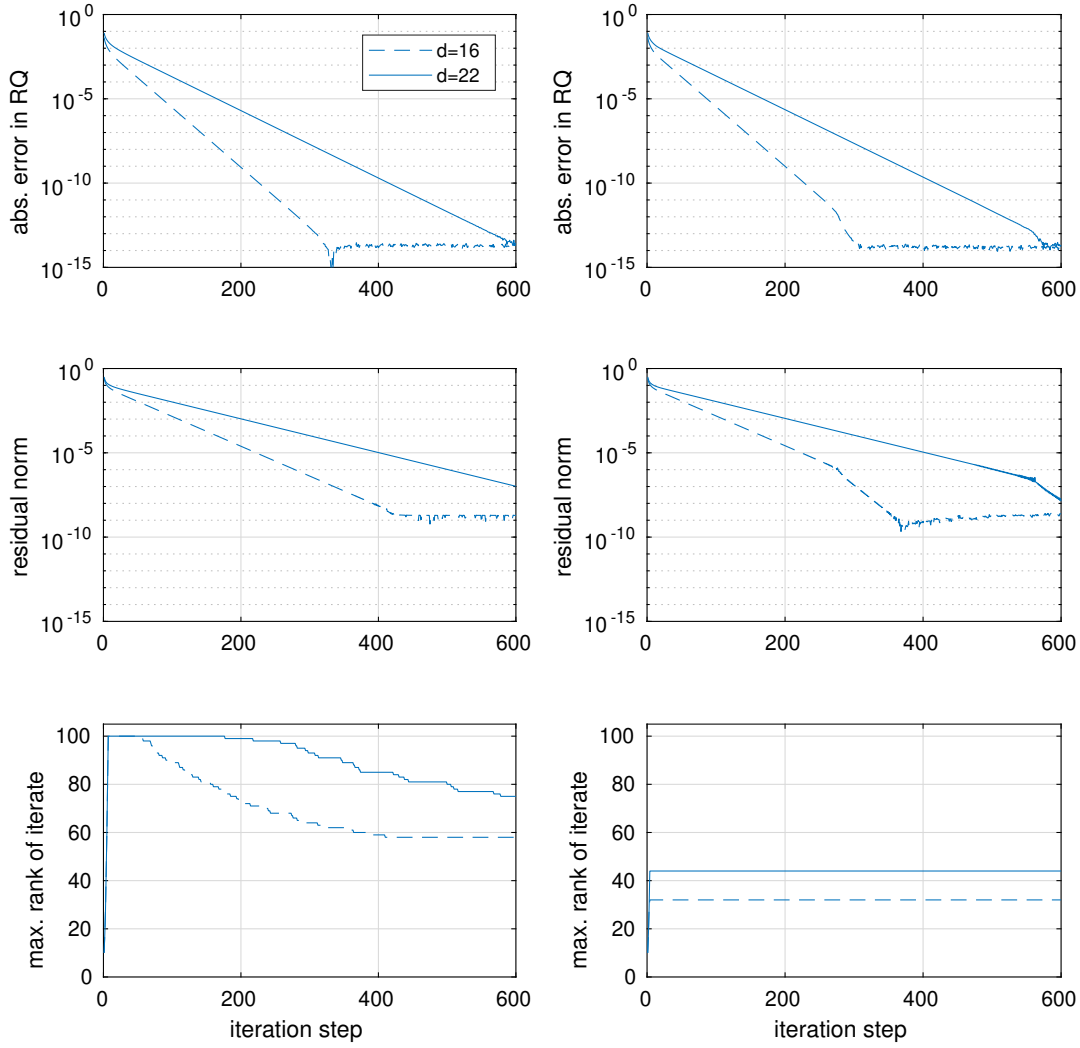 abs. error in RQ
10^0
10^-5
10^-10
10^-15
0 200 400 600
d=16
d=22
abs. error in RQ
10^0
10^-5
10^-10
10^-15
0 200 400 600
residual norm
10^0
10^-5
10^-10
10^-15
0 200 400 600
residual norm
10^0
10^-5
10^-10
10^-15
0 200 400 600
max. rank of iterate
100
80
60
40
20
0
0 200 400 600
iteration step
max. rank of iterate
100
80
60
40
20
0
0 200 400 600
iteration step